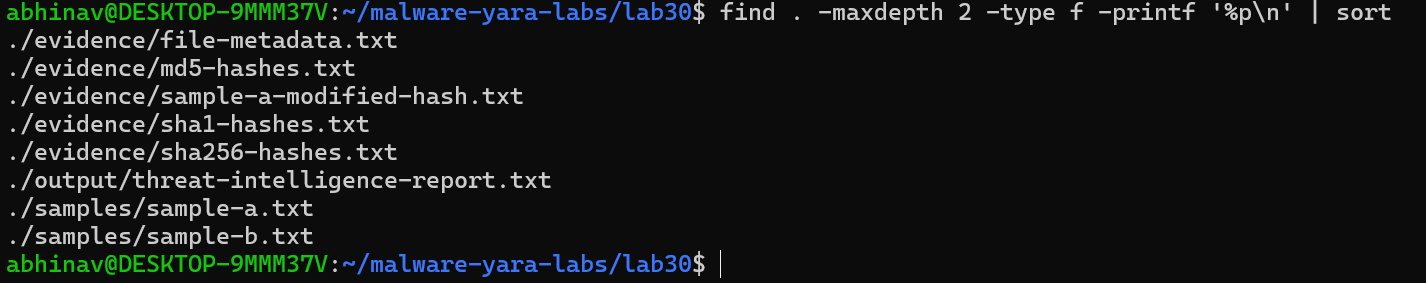 abhinav@DESKTOP-9MMM37V:~/malware-yara-labs/lab30$ find . -maxdepth 2 -type f -printf '%p\n' | sort
./evidence/file-metadata.txt
./evidence/md5-hashes.txt
./evidence/sample-a-modified-hash.txt
./evidence/sha1-hashes.txt
./evidence/sha256-hashes.txt
./output/threat-intelligence-report.txt
./samples/sample-a.txt
./samples/sample-b.txt
abhinav@DESKTOP-9MMM37V:~/malware-yara-labs/lab30$